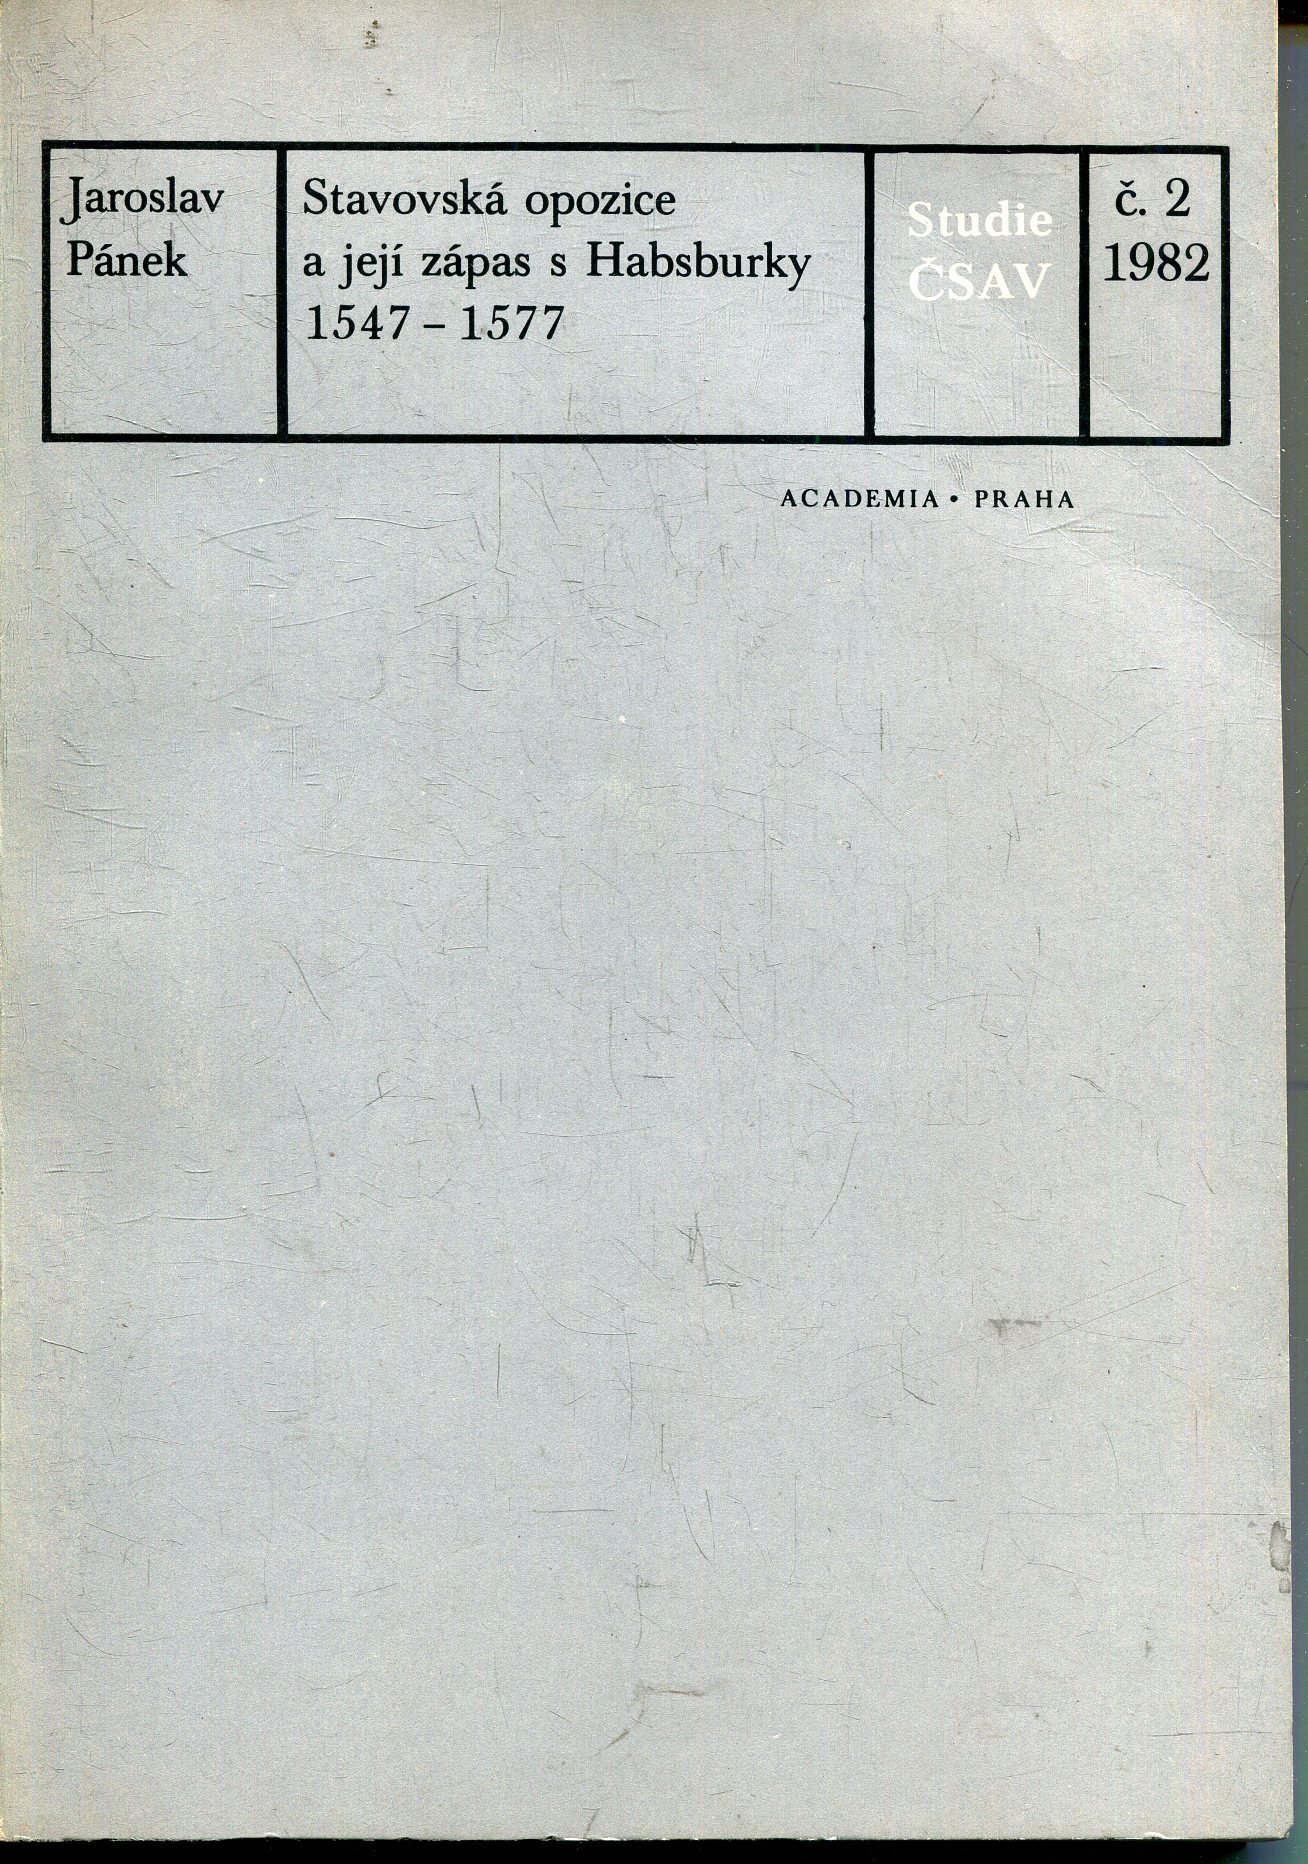 Jaroslav
Pánek
Stavovská opozice
a její zápas s Habsburky
1547 – 1577
Studie
ČSAV
č. 2
1982
ACADEMIA • PRAHA